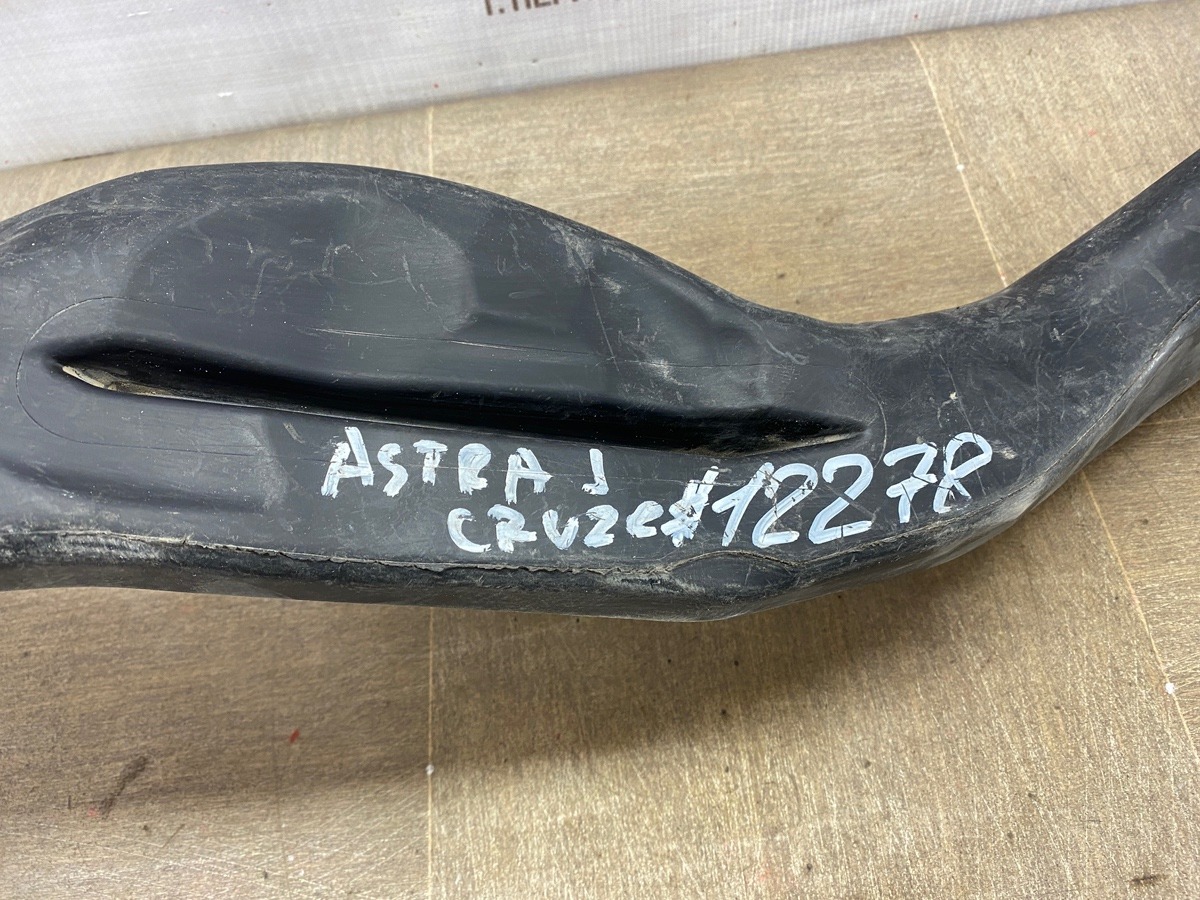 ASTRA J
CRUZE #12278